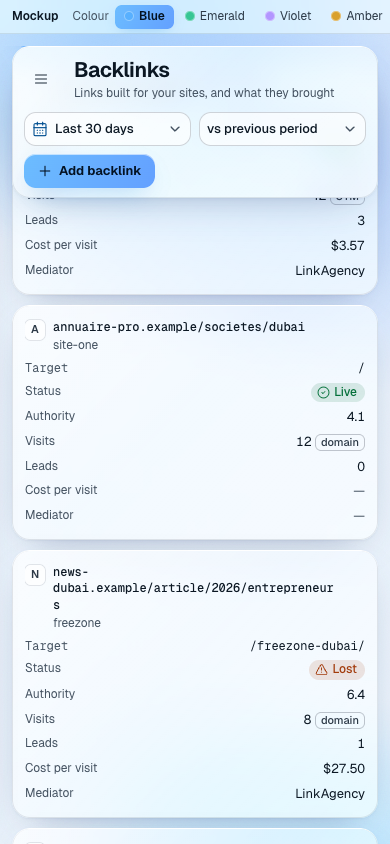 Mockup Colour Blue Emerald Violet Amber
Backlinks
Links built for your sites, and what they brought
Last 30 days vs previous period
Add backlink
Leads 3
Cost per visit $3.57
Mediator LinkAgency
A annuaire-pro.example/societes/dubai
site-one
Target /
Status Live
Authority 4.1
Visits 12 domain
Leads 0
Cost per visit —
Mediator —
N news-
dubai.example/article/2026/entrepreneur
s
freezone
Target /freezone-dubai/
Status Lost
Authority 6.4
Visits 8 domain
Leads 1
Cost per visit $27.50
Mediator LinkAgency